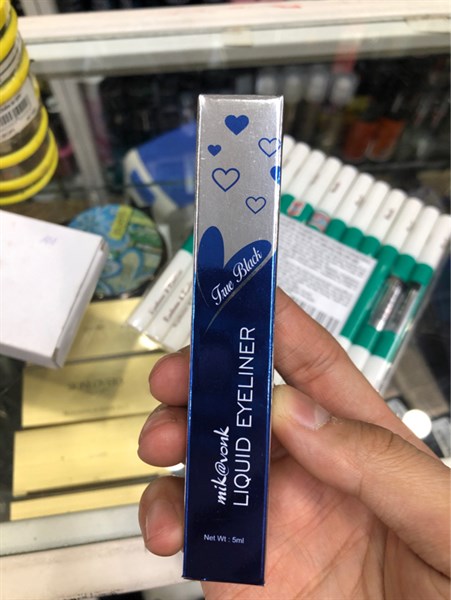 True Black
mik@vonk
LIQUID EYELINER
Net Wt : 5ml